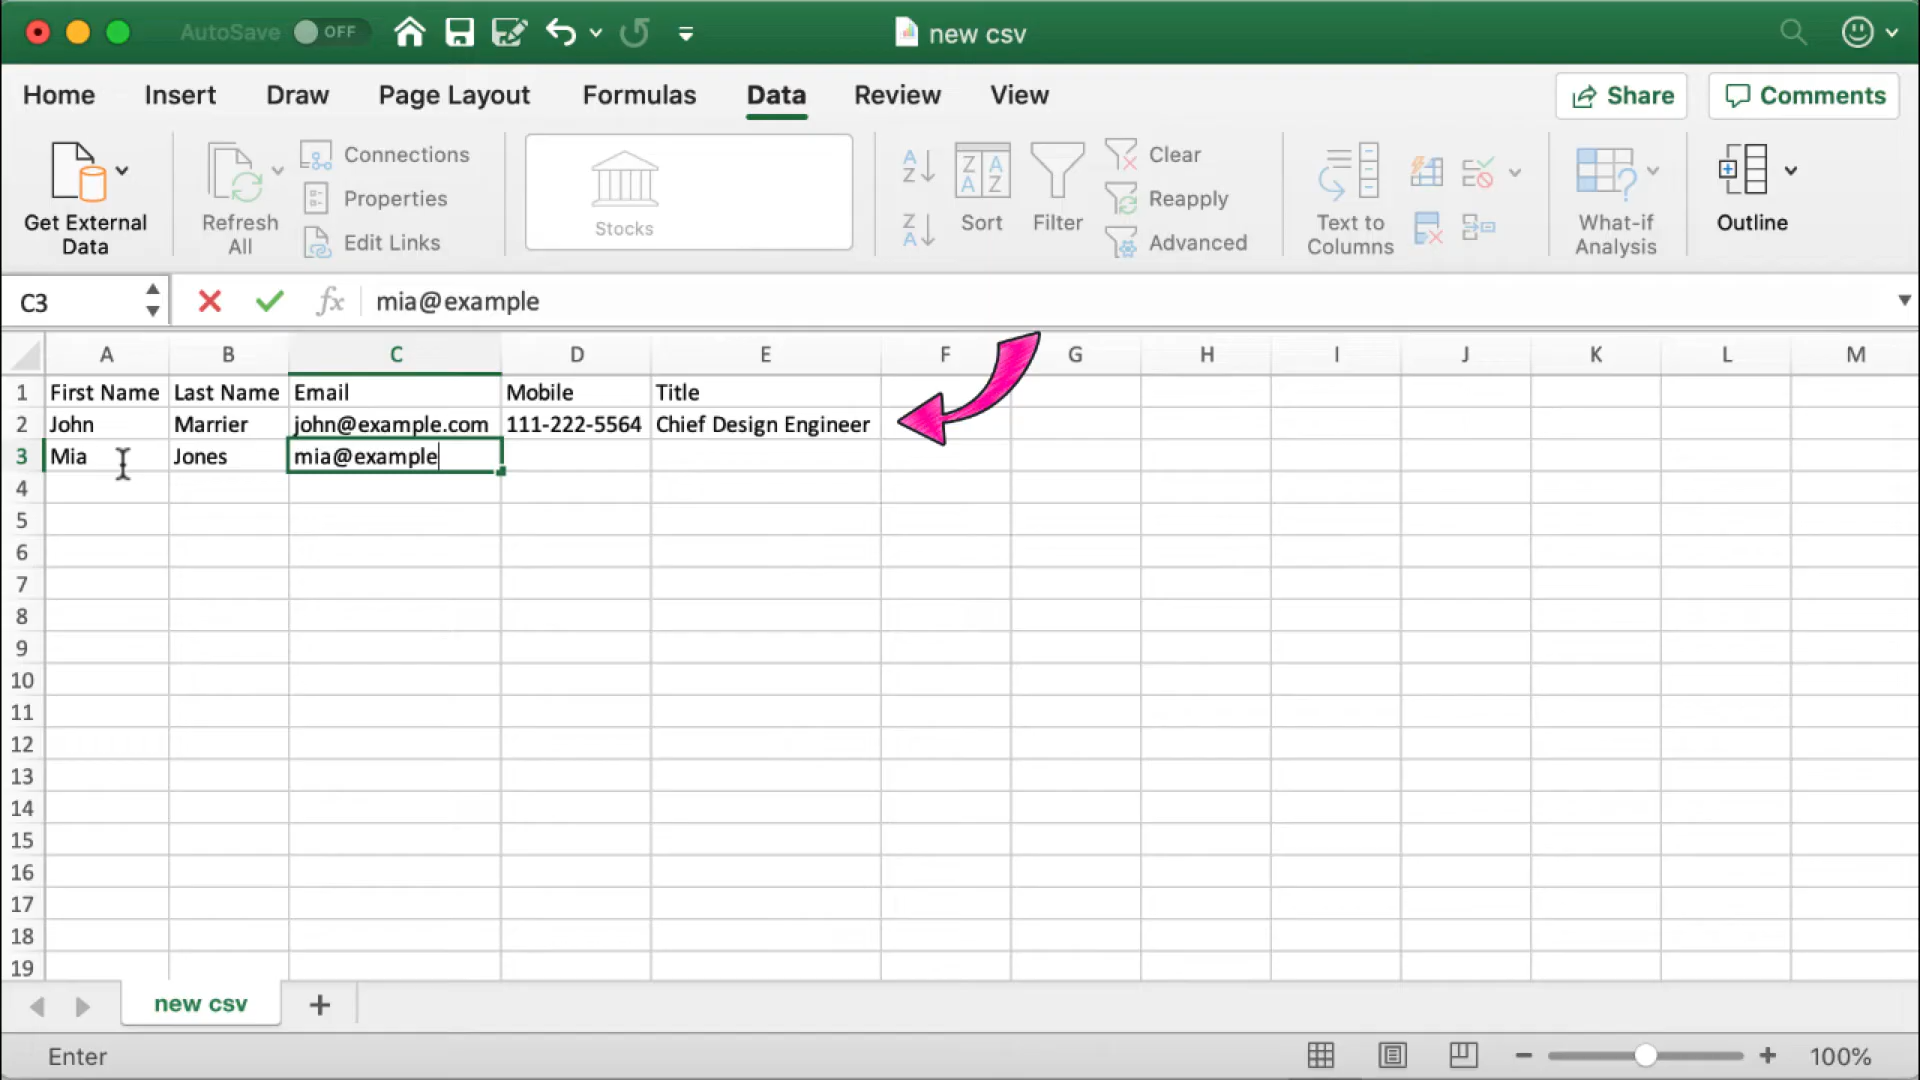 AutoSave OFF new csv
Home Insert Draw Page Layout Formulas Data Review View Share Comments
Get External Data
Refresh All
Connections
Properties
Edit Links
Stocks
A Z
Z A
Z A A Z
Sort
Filter
Clear
Reapply
Advanced
Text to Columns
What-if Analysis
Outline
C3 fx mia@example
A B C D E F G H I J K L M
1 First Name Last Name Email Mobile Title
2 John Marrier john@example.com 111-222-5564 Chief Design Engineer
3 Mia Jones mia@example
4
5
6
7
8
9
10
11
12
13
14
15
16
17
18
19
new csv +
Enter 100%